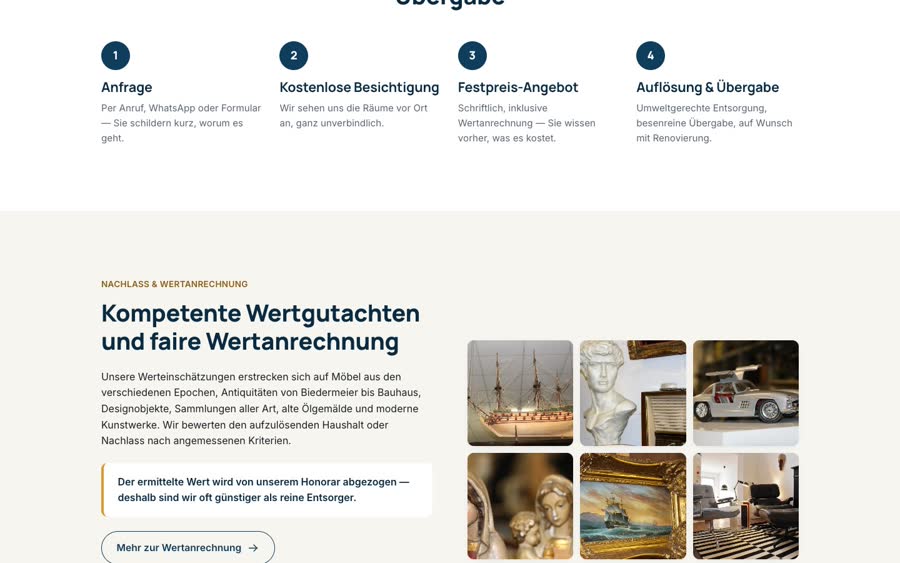 Übergabe
1
Anfrage
Per Anruf, WhatsApp oder Formular
— Sie schildern kurz, worum es
geht.
2
Kostenlose Besichtigung
Wir sehen uns die Räume vor Ort
an, ganz unverbindlich.
3
Festpreis-Angebot
Schriftlich, inklusive
Wertanrechnung — Sie wissen
vorher, was es kostet.
4
Auflösung & Übergabe
Umweltgerechte Entsorgung,
besenreine Übergabe, auf Wunsch
mit Renovierung.
NACHLASS & WERTANRECHNUNG
Kompetente Wertgutachten
und faire Wertanrechnung
Unsere Werteinschätzungen erstrecken sich auf Möbel aus den
verschiedenen Epochen, Antiquitäten von Biedermeier bis Bauhaus,
Designobjekte, Sammlungen aller Art, alte Ölgemälde und moderne
Kunstwerke. Wir bewerten den aufzulösenden Haushalt oder
Nachlass nach angemessenen Kriterien.
Der ermittelte Wert wird von unserem Honorar abgezogen —
deshalb sind wir oft günstiger als reine Entsorger.
Mehr zur Wertanrechnung →